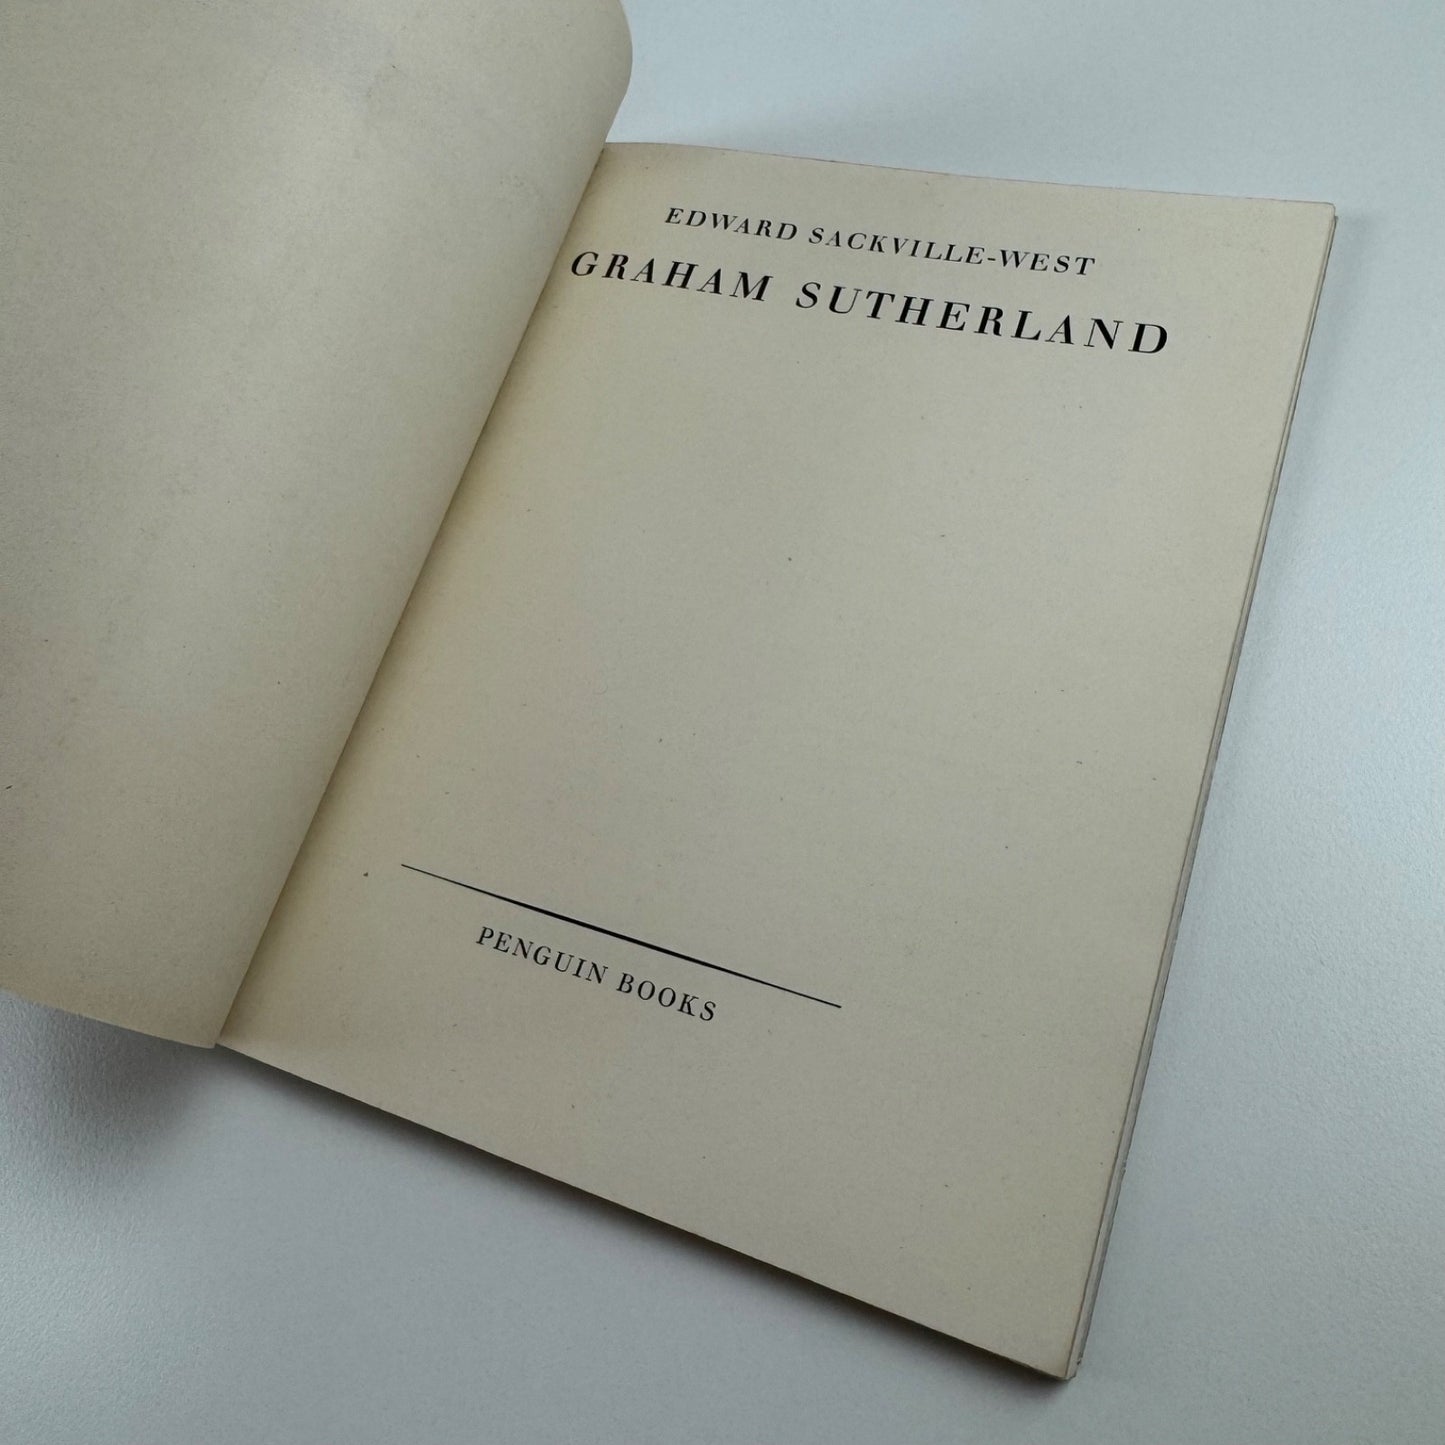 EDWARD SACKVILLE-WEST
GRAHAM SUTHERLAND
PENGUIN BOOKS